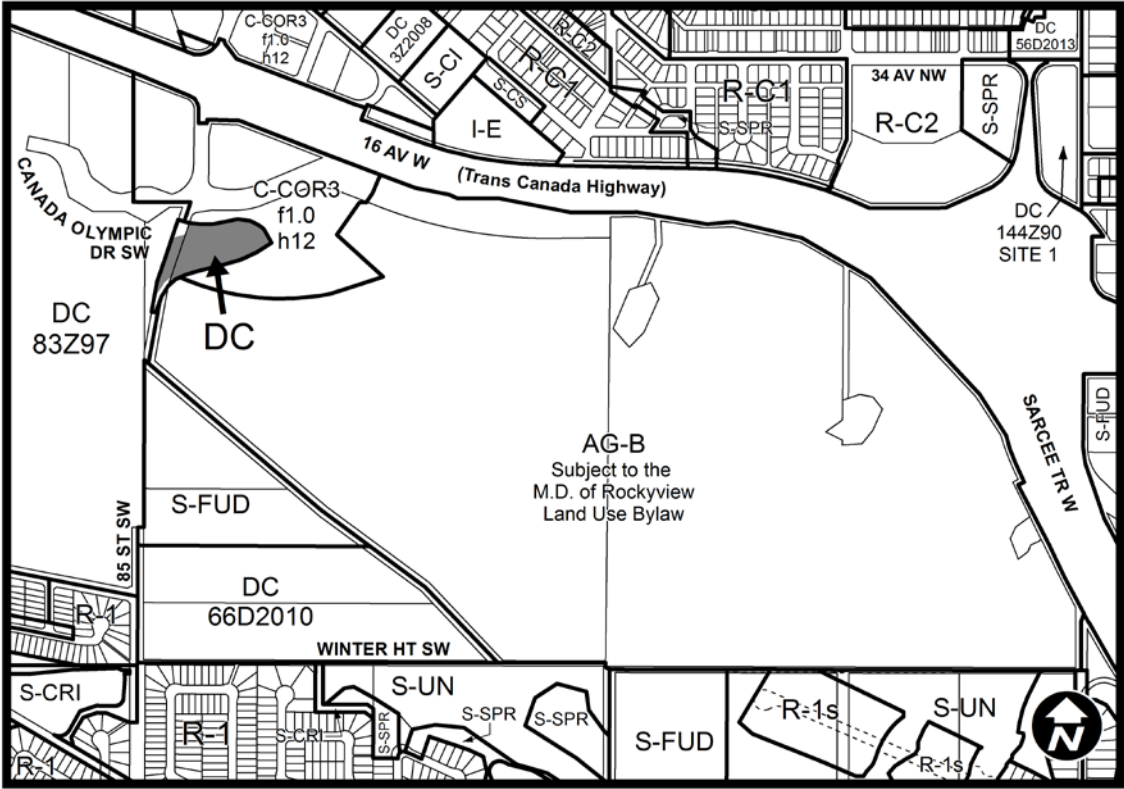 C-COR3
f1.0
h12
DC
3Z2008
S-CI
R-C2
R-C1
S-CS
I-E
S-SPR
R-C1
34 AV NW
R-C2
S-SPR
DC
56D2013
16 AV W
(Trans Canada Highway)
CANADA OLYMPIC
DR SW
C-COR3
f1.0
h12
DC
144Z90
SITE 1
DC
83Z97
DC
AG-B
Subject to the
M.D. of Rockyview
Land Use Bylaw
SARCEE TR W
S-FUD
S-FUD
85 ST SW
DC
66D2010
R-1
WINTER HT SW
S-CRI
S-UN
R-1
S-CRI
S-SPR
S-SPR
S-SPR
S-FUD
R-1s
S-UN
R-1s
R-1
N